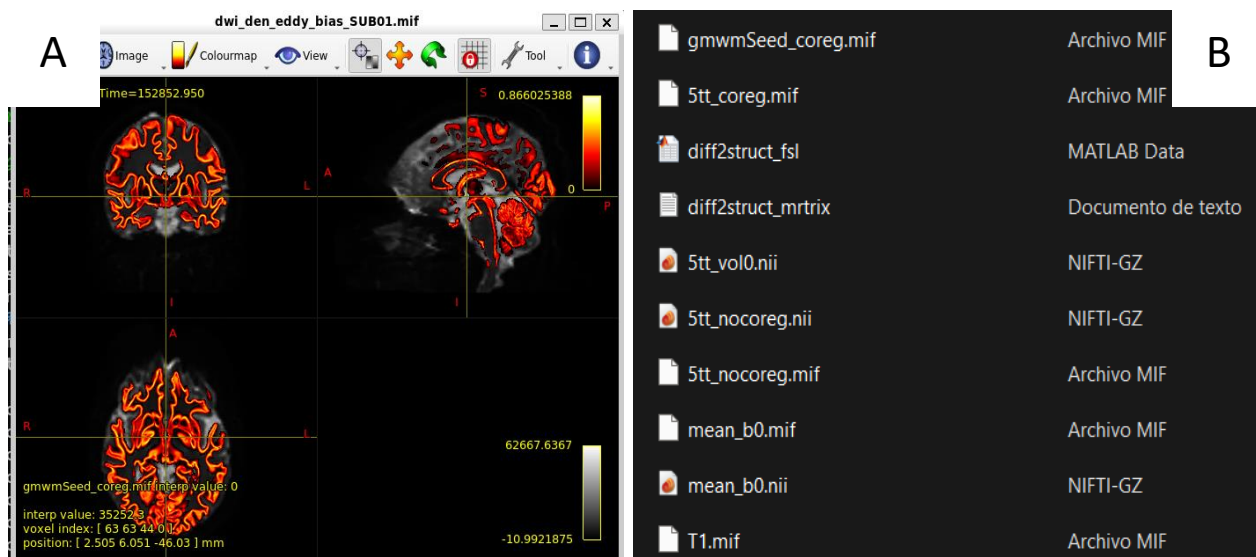 dwi_den_eddy_bias_SUB01.mif
A
Image
Colourmap
View
Tool
Time=152852.950
S
0.866025388
0
R
L
A
P
I
I
A
R
L
62667.6367
gmwmSeed_coreg.mif interp value: 0
interp value: 35252.3
voxel index: [ 63 63 44 0 ]
position: [ 2.505 6.051 -46.03 ] mm
-10.9921875
B
gmwmSeed_coreg.mif Archivo MIF
5tt_coreg.mif Archivo MIF
diff2struct_fsl MATLAB Data
diff2struct_mrtrix Documento de texto
5tt_vol0.nii NIFTI-GZ
5tt_nocoreg.nii NIFTI-GZ
5tt_nocoreg.mif Archivo MIF
mean_b0.mif Archivo MIF
mean_b0.nii NIFTI-GZ
T1.mif Archivo MIF